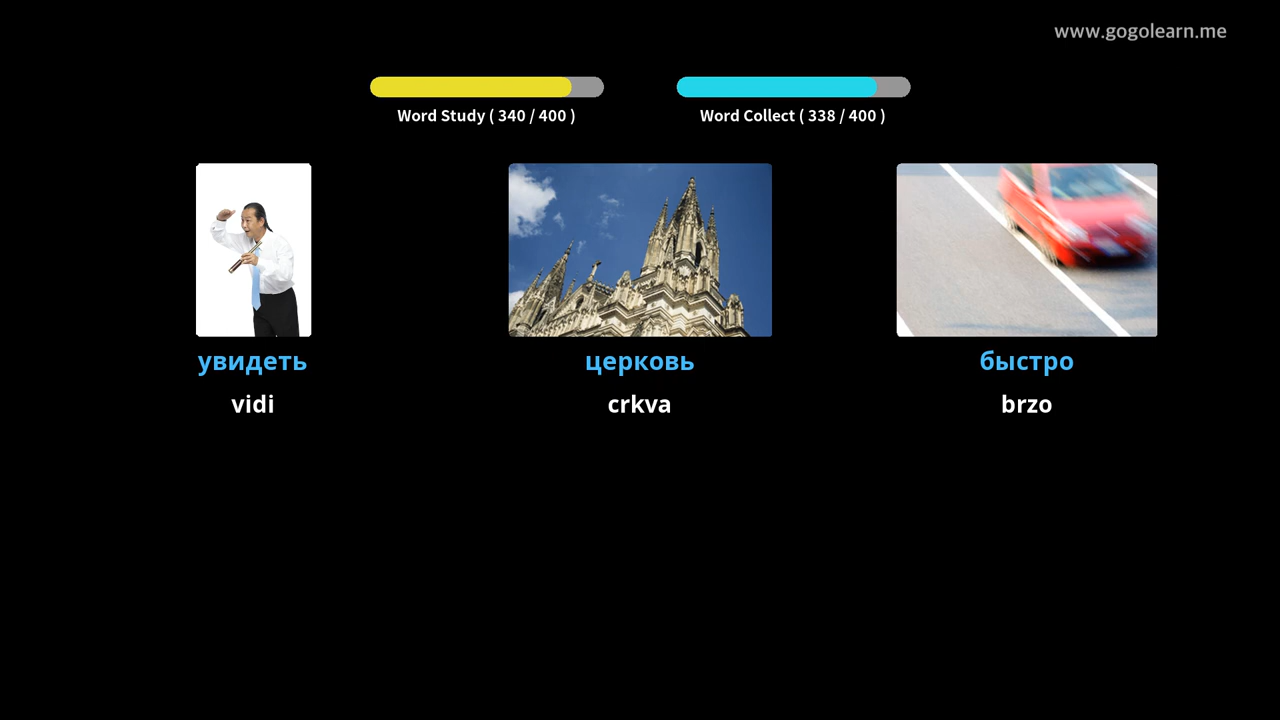 www.gogolearn.me
Word Study ( 340 / 400 )
Word Collect ( 338 / 400 )
увидеть
церковь
быстро
vidi
crkva
brzo